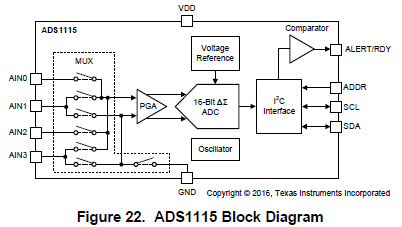 VDD
ADS1115
Comparator
MUX
Voltage
Reference
ALERT/RDY
AIN0
ADDR
AIN1
PGA
16-Bit ΔΣ
ADC
I²C
Interface
SCL
AIN2
SDA
Oscillator
AIN3
GND
Copyright © 2016, Texas Instruments Incorporated
Figure 22. ADS1115 Block Diagram